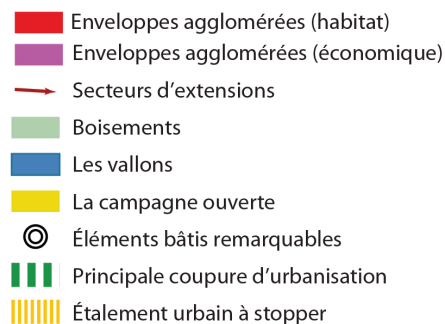 Enveloppes agglomérées (habitat)
Enveloppes agglomérées (économique)
Secteurs d’extensions
Boisements
Les vallons
La campagne ouverte
Éléments bâtis remarquables
Principale coupure d’urbanisation
Étalement urbain à stopper